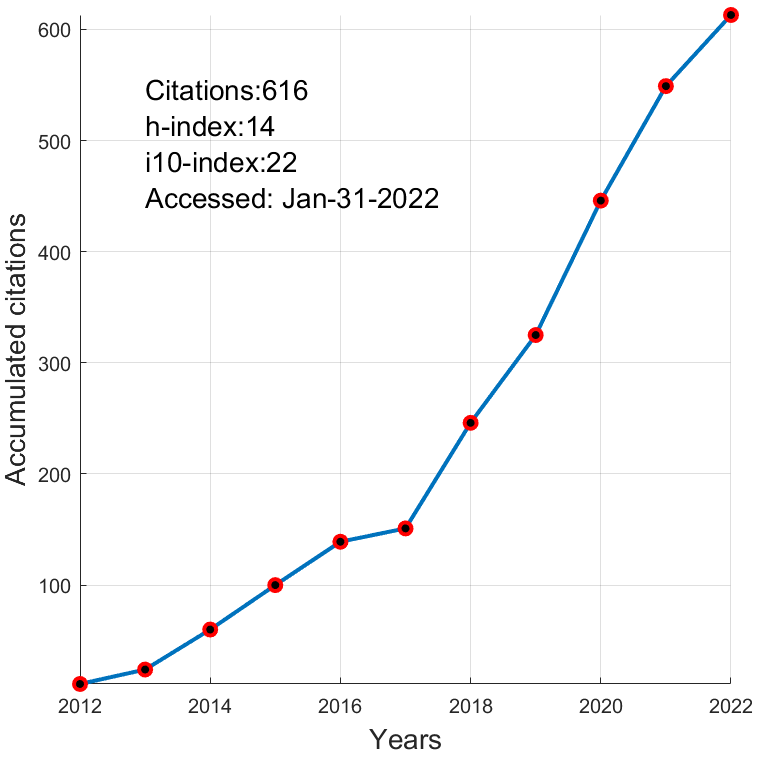 600
500
400
300
200
100
Accumulated citations
Citations:616
h-index:14
i10-index:22
Accessed: Jan-31-2022
2012 2014 2016 2018 2020 2022
Years